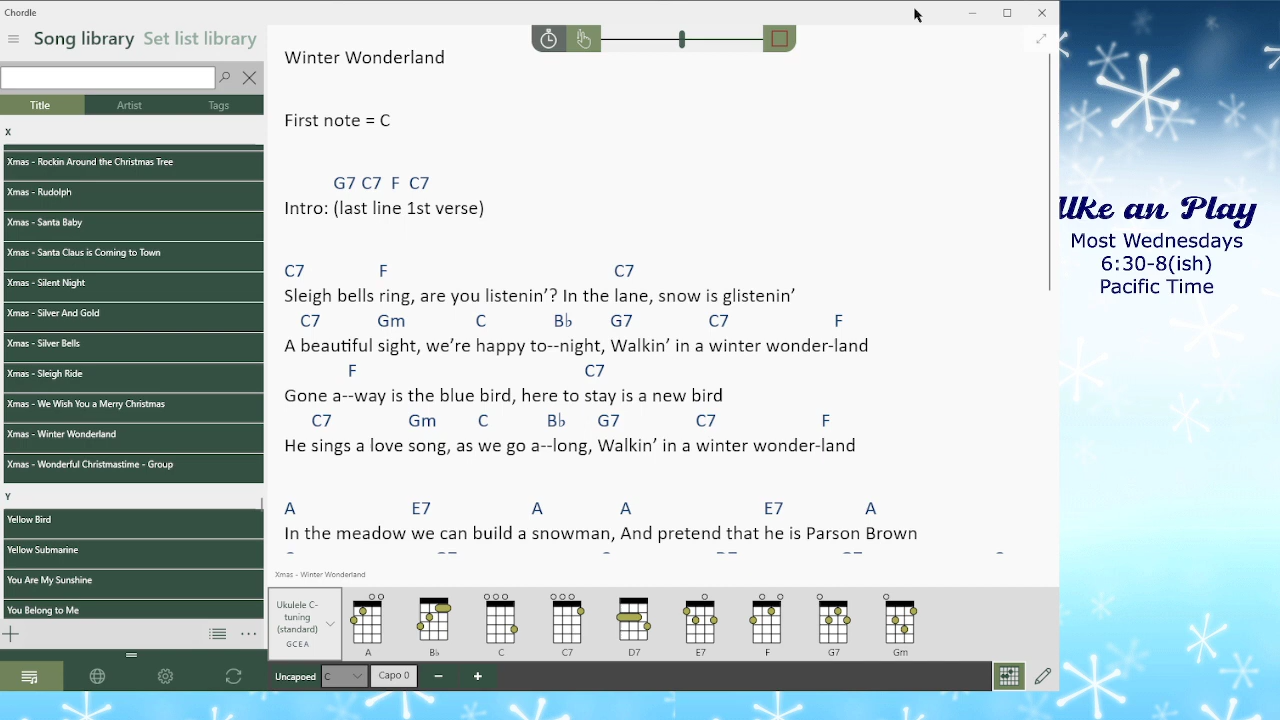 Chordle
Song library Set list library
Title Artist Tags
X
Xmas - Rockin Around the Christmas Tree
Xmas - Rudolph
Xmas - Santa Baby
Xmas - Santa Claus is Coming to Town
Xmas - Silent Night
Xmas - Silver And Gold
Xmas - Silver Bells
Xmas - Sleigh Ride
Xmas - We Wish You a Merry Christmas
Xmas - Winter Wonderland
Xmas - Wonderful Christmastime - Group
Y
Yellow Bird
Yellow Submarine
You Are My Sunshine
You Belong to Me
Winter Wonderland
First note = C
G7 C7 F C7
Intro: (last line 1st verse)
C7 F C7
Sleigh bells ring, are you listenin’? In the lane, snow is glistenin’
C7 Gm C B♭ G7 C7 F
A beautiful sight, we’re happy to--night, Walkin’ in a winter wonder-land
F C7
Gone a--way is the blue bird, here to stay is a new bird
C7 Gm C B♭ G7 C7 F
He sings a love song, as we go a--long, Walkin’ in a winter wonder-land
A E7 A A E7 A
In the meadow we can build a snowman, And pretend that he is Parson Brown
Xmas - Winter Wonderland
Ukulele C-
tuning
(standard)
G C E A
A B♭ C C7 D7 E7 F G7 Gm
Uncapoed C Capo 0 − +
Uke an Play
Most Wednesdays
6:30-8(ish)
Pacific Time